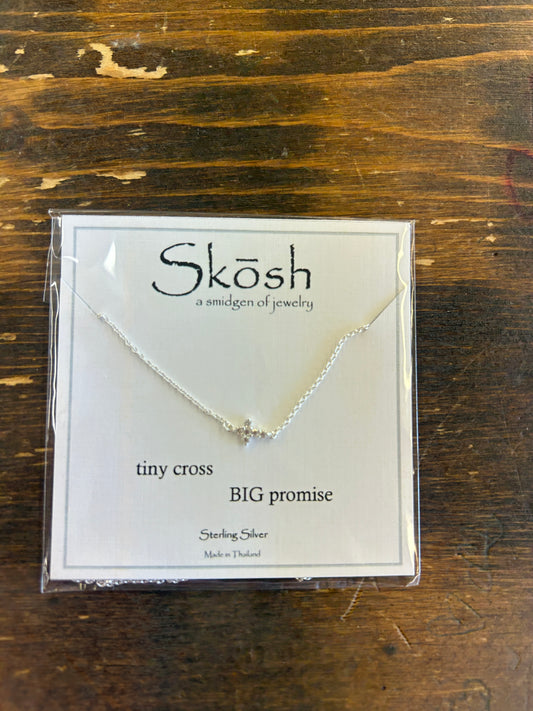 Skōsh
a smidgen of jewelry
tiny cross
BIG promise
Sterling Silver
Made in Thailand